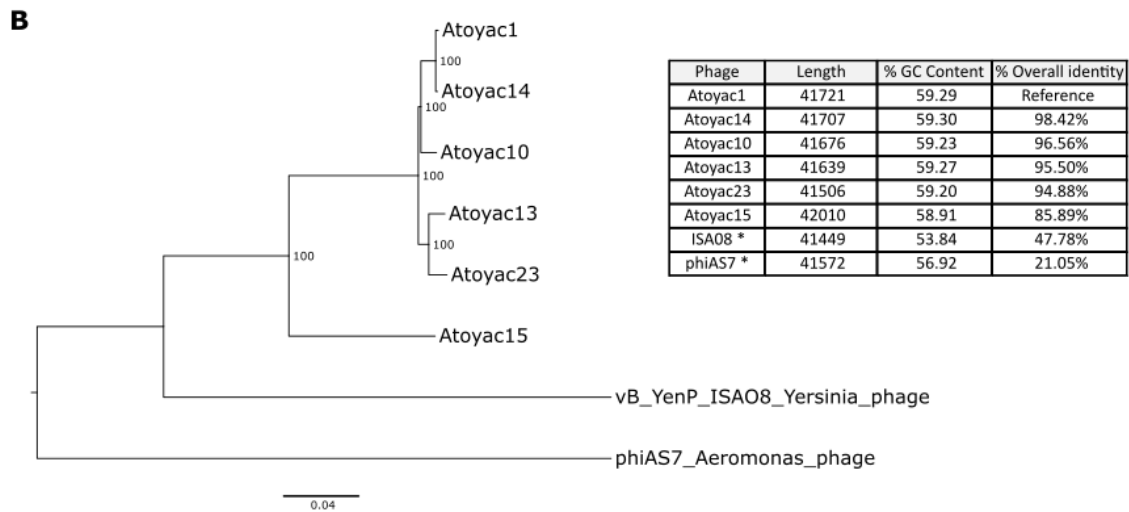 B
Atoyac1
100
Atoyac14
100
Atoyac10
100
Atoyac13
100
Atoyac23
100
Atoyac15
vB_YenP_ISAO8_Yersinia_phage
phiAS7_Aeromonas_phage
0.04
Phage Length % GC Content % Overall identity
Atoyac1 41721 59.29 Reference
Atoyac14 41707 59.30 98.42%
Atoyac10 41676 59.23 96.56%
Atoyac13 41639 59.27 95.50%
Atoyac23 41506 59.20 94.88%
Atoyac15 42010 58.91 85.89%
ISA08 * 41449 53.84 47.78%
phiAS7 * 41572 56.92 21.05%